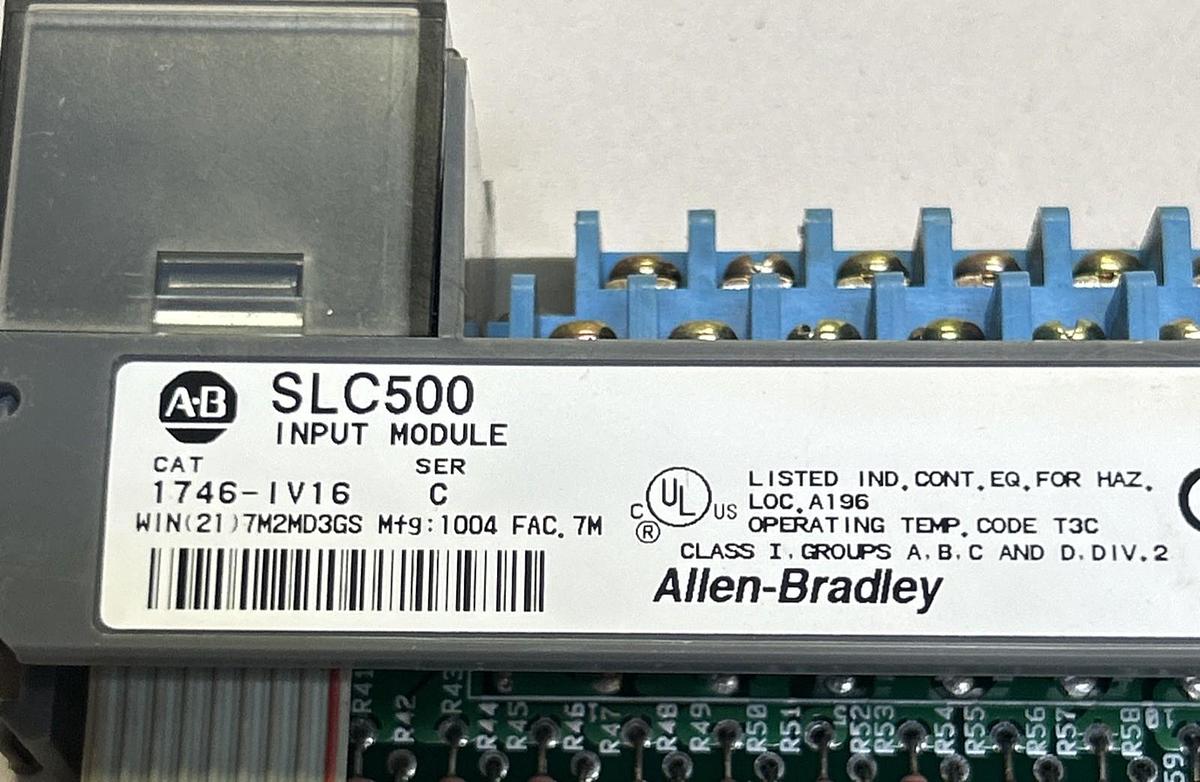 A·B SLC500
INPUT MODULE
CAT SER
1746-IV16 C
WIN(21)7M2MD3GS Mfg:1004 FAC. 7M
C UL US
®
LISTED IND.CONT.EQ.FOR HAZ.
LOC.A196
OPERATING TEMP.CODE T3C
CLASS I, GROUPS A,B,C AND D,DIV.2
Allen-Bradley
R41 R42 R43 R44 R45 R46 R47 R48 R49 R50 R51 R52 R53 R54 R55 R56 R57 R58